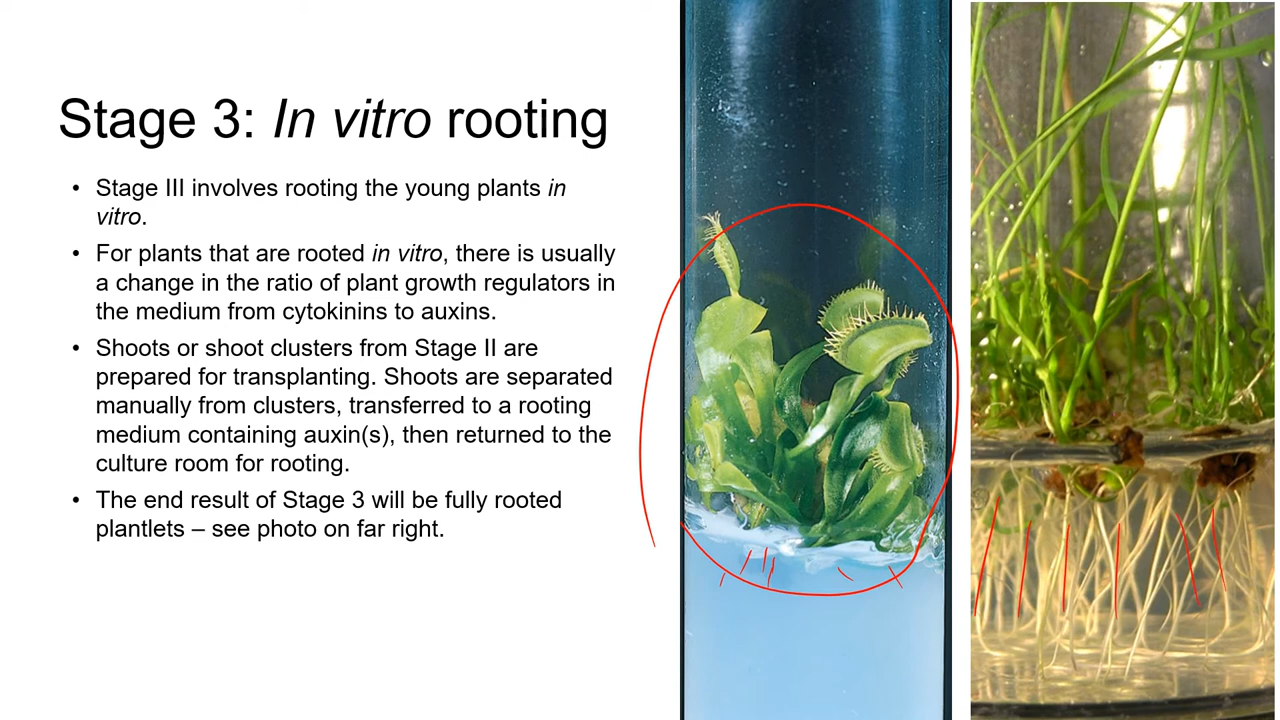 Stage 3: In vitro rooting
• Stage III involves rooting the young plants in
vitro.
• For plants that are rooted in vitro, there is usually
a change in the ratio of plant growth regulators in
the medium from cytokinins to auxins.
• Shoots or shoot clusters from Stage II are
prepared for transplanting. Shoots are separated
manually from clusters, transferred to a rooting
medium containing auxin(s), then returned to the
culture room for rooting.
• The end result of Stage 3 will be fully rooted
plantlets – see photo on far right.